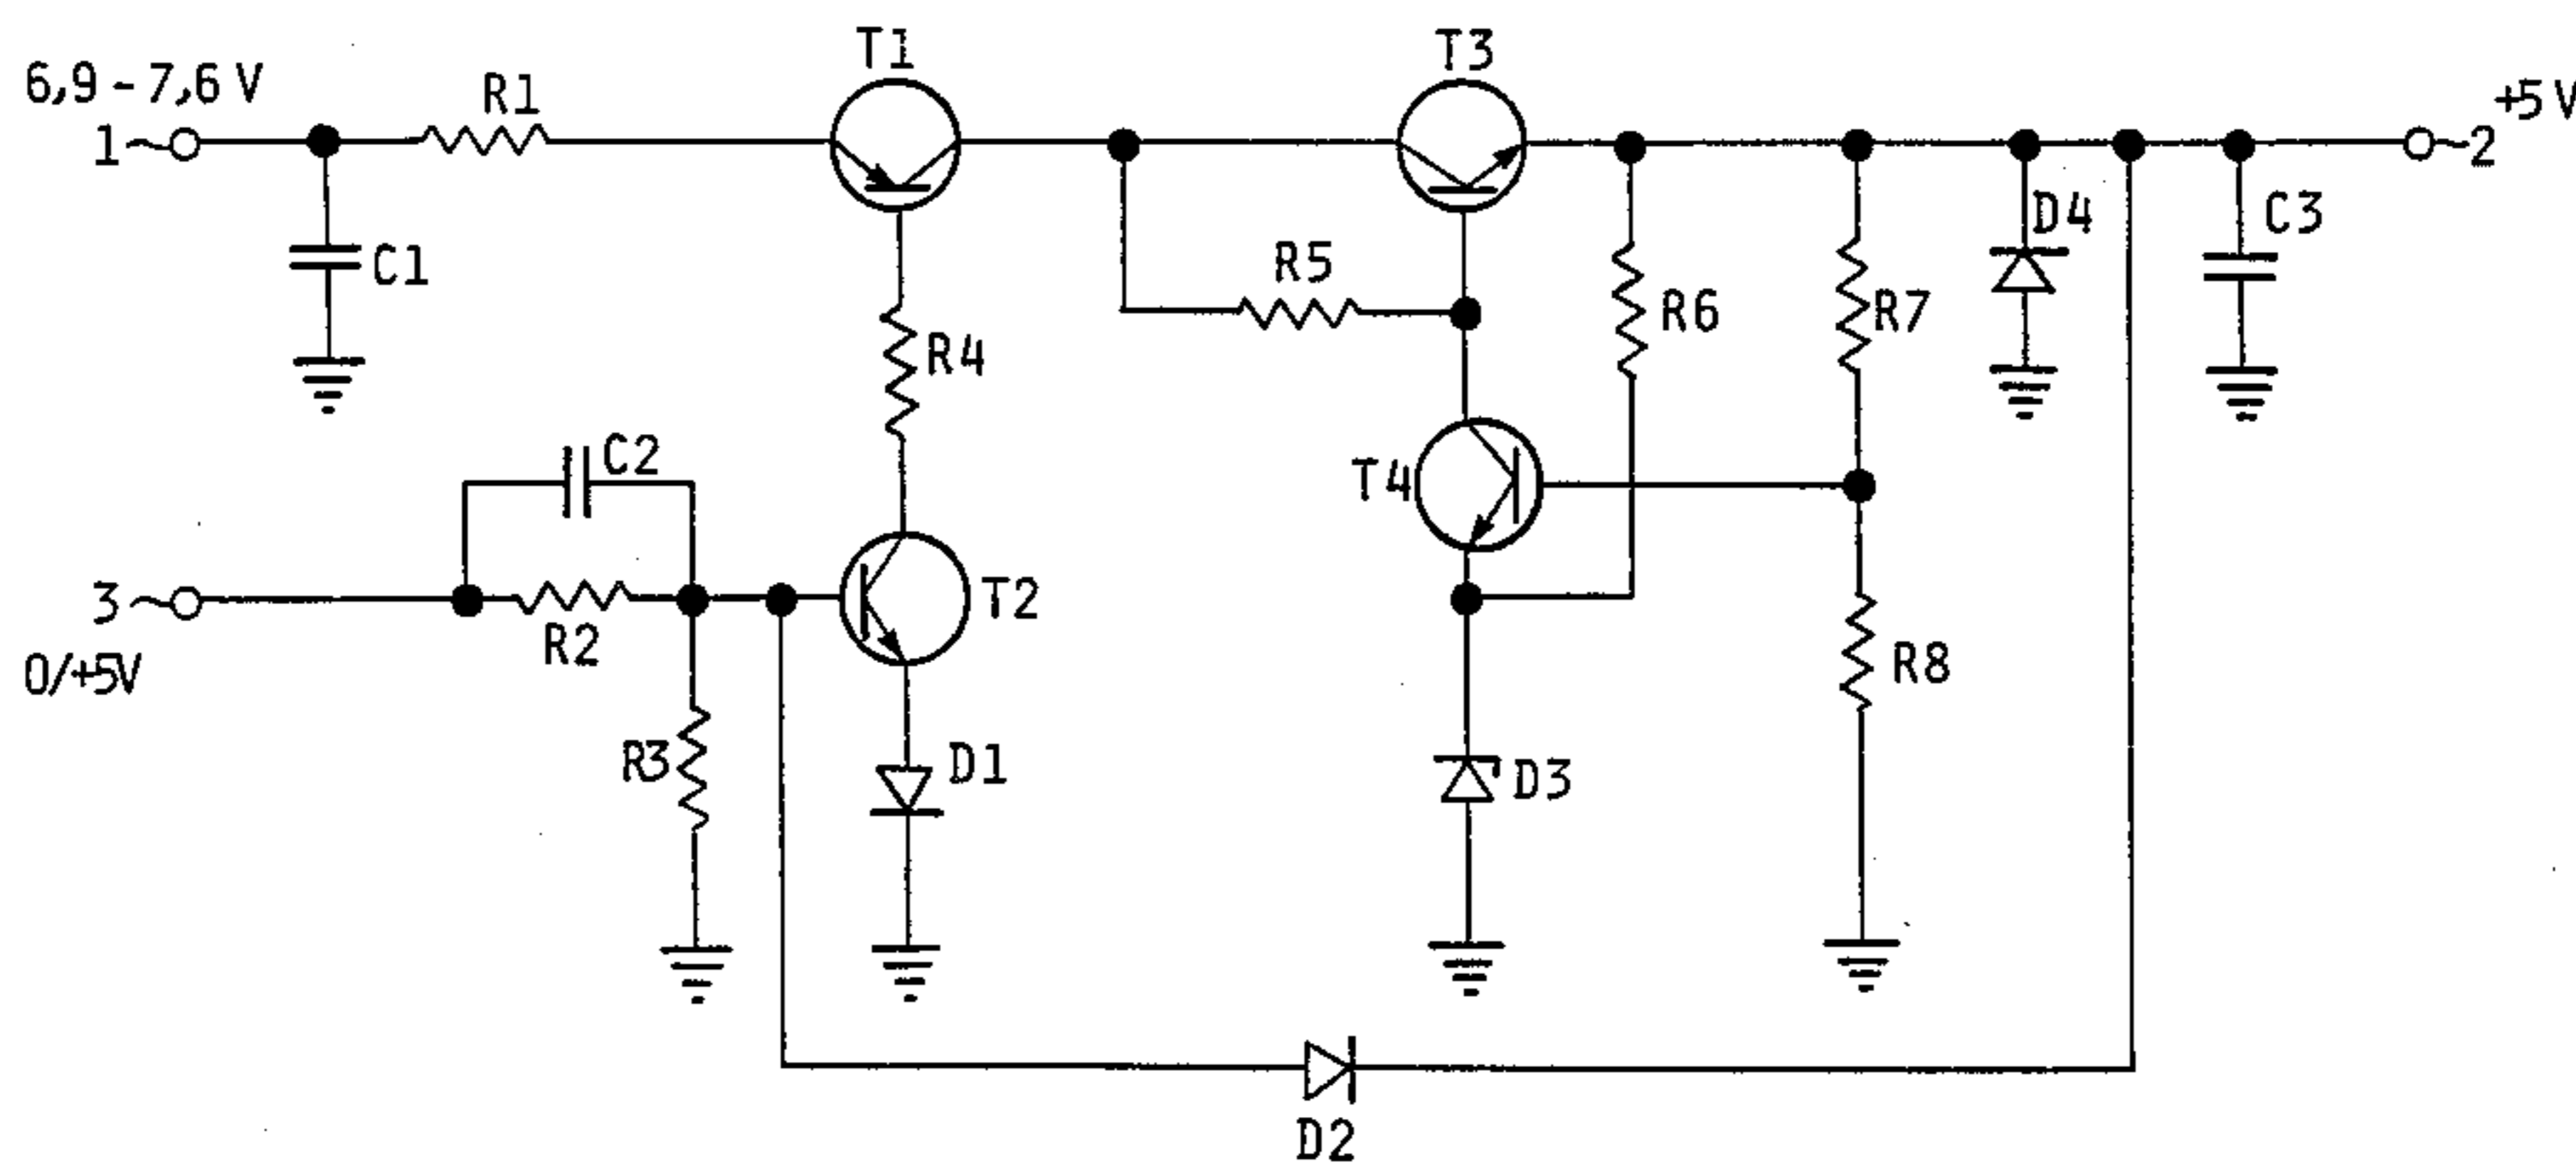 T1
T3
6,9 - 7,6 V
R1
+5 V
1
2
C1
R5
R6
R7
D4
C3
R4
C2
T4
3
R2
T2
0/+5V
R8
R3
D1
D3
D2